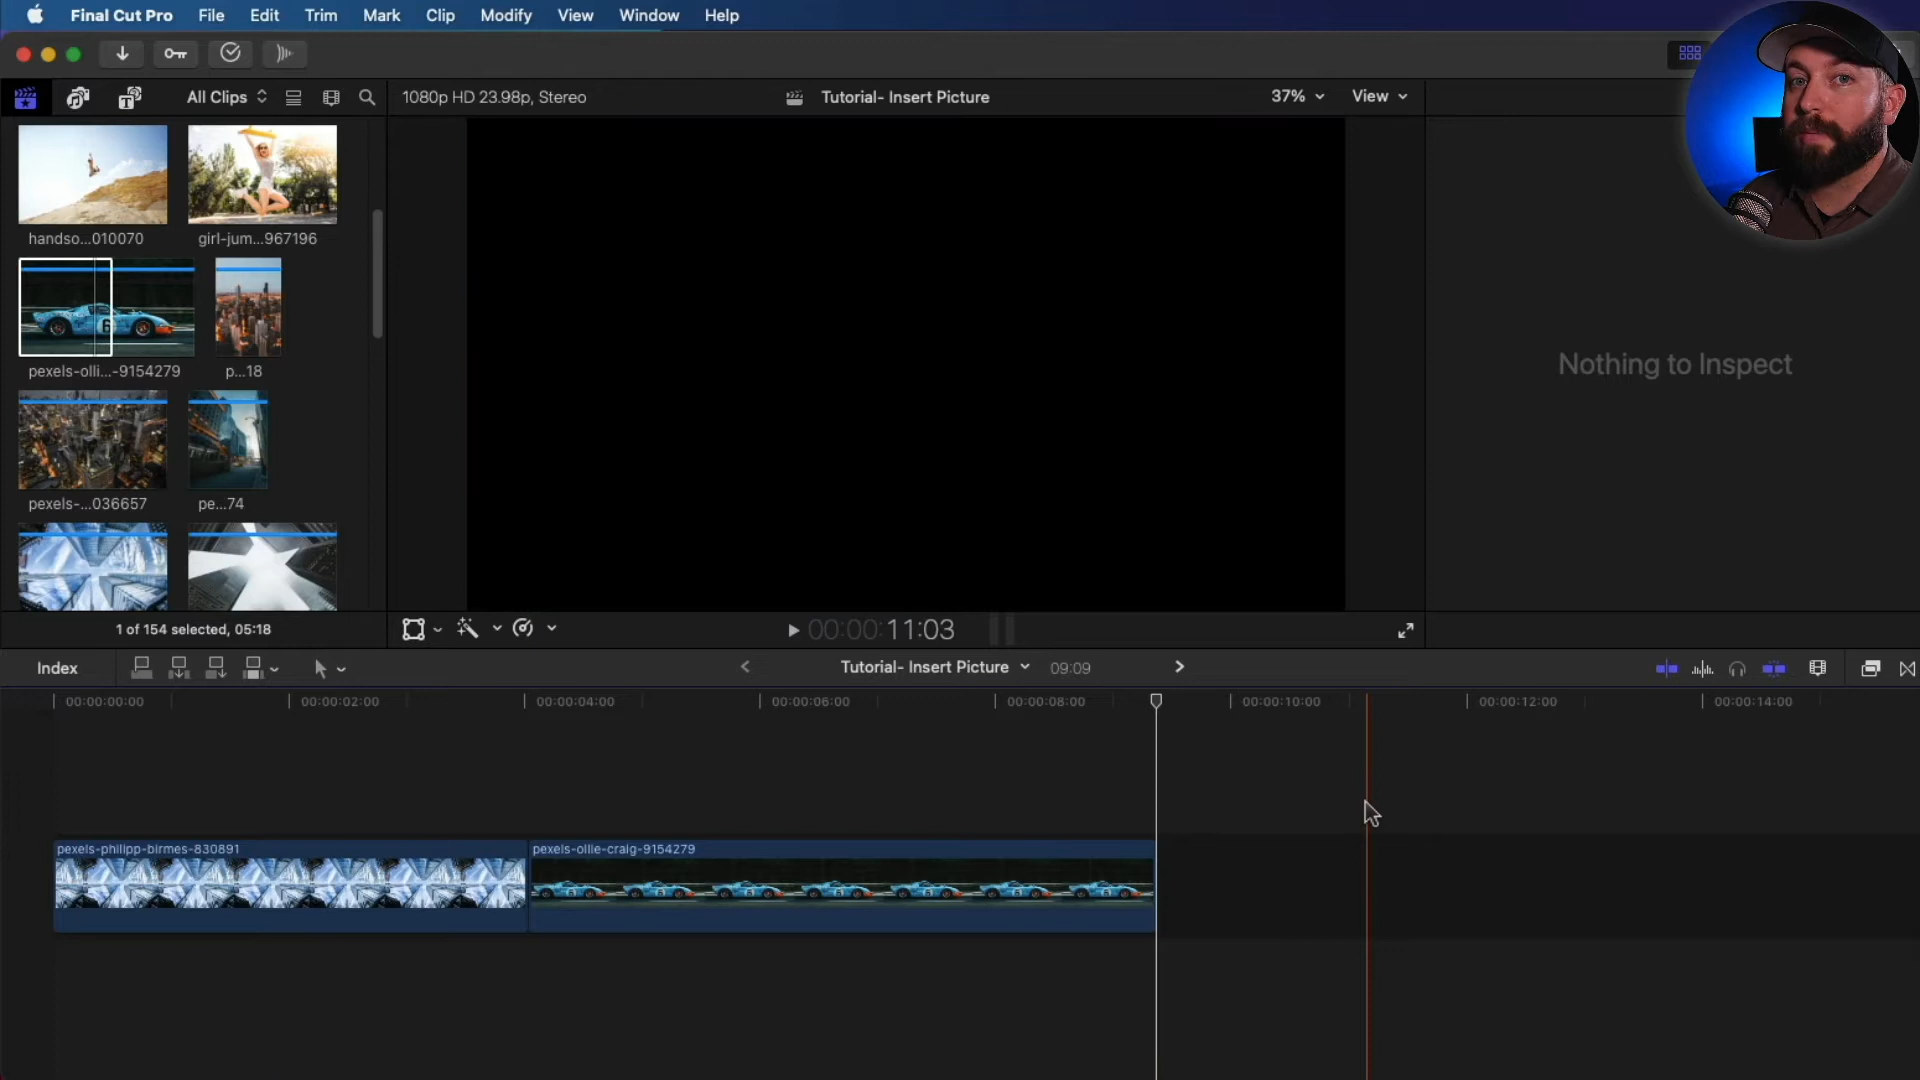 Final Cut Pro File Edit Trim Mark Clip Modify View Window Help
All Clips
1080p HD 23.98p, Stereo
Tutorial- Insert Picture
37%
View
handso...010070
girl-jum...967196
6
pexels-olli...-9154279
p...18
Nothing to Inspect
pexels-...036657
pe...74
1 of 154 selected, 05:18
00:00:11:03
Index
Tutorial- Insert Picture
09:09
00:00:00:00
00:00:02:00
00:00:04:00
00:00:06:00
00:00:08:00
00:00:10:00
00:00:12:00
00:00:14:00
pexels-philipp-birmes-830891
pexels-ollie-craig-9154279